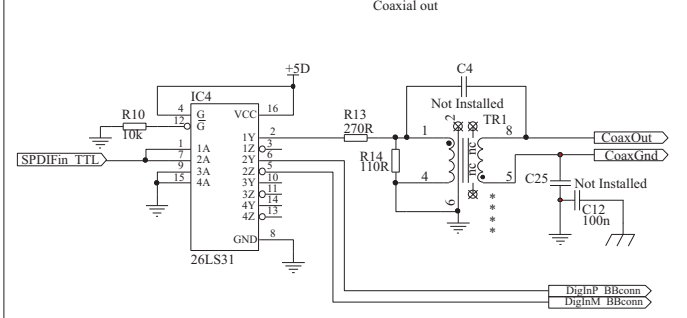 Coaxial out
+5D
C4
IC4
Not Installed
TR1
R10
10k
4
12
G
G
VCC
16
R13
270R
1Y
2
1
2
8
CoaxOut
SPDIFin_TTL
1
7
9
15
1A
2A
3A
4A
1Z
3
2Y
6
2Z
5
3Y
10
3Z
11
4Y
14
4Z
13
R14
110R
nc
nc
4
6
5
CoaxGnd
C25
Not Installed
C12
100n
* * * *
GND
8
26LS31
DigInP_BBconn
DigInM_BBconn